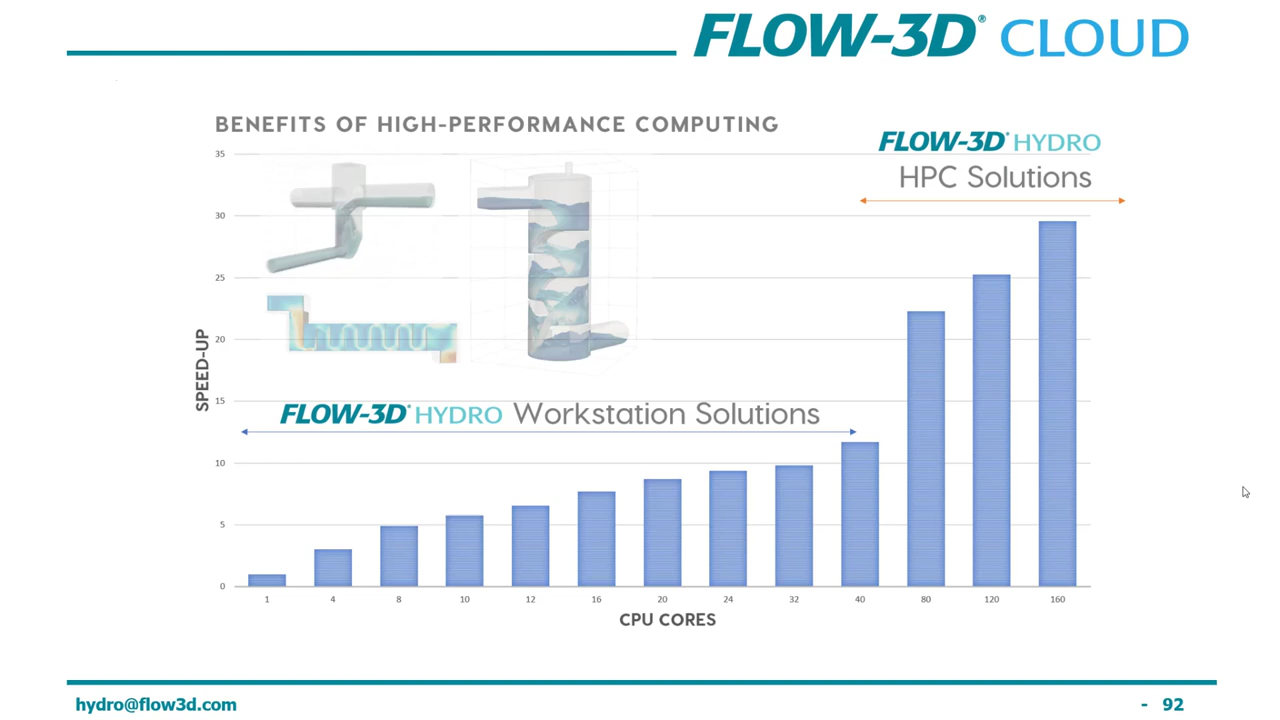 FLOW-3D® CLOUD
BENEFITS OF HIGH-PERFORMANCE COMPUTING
FLOW-3D® HYDRO
HPC Solutions
35
30
25
20
15
10
5
0
SPEED-UP
FLOW-3D® HYDRO Workstation Solutions
1 4 8 10 12 16 20 24 32 40 80 120 160
CPU CORES
hydro@flow3d.com - 92